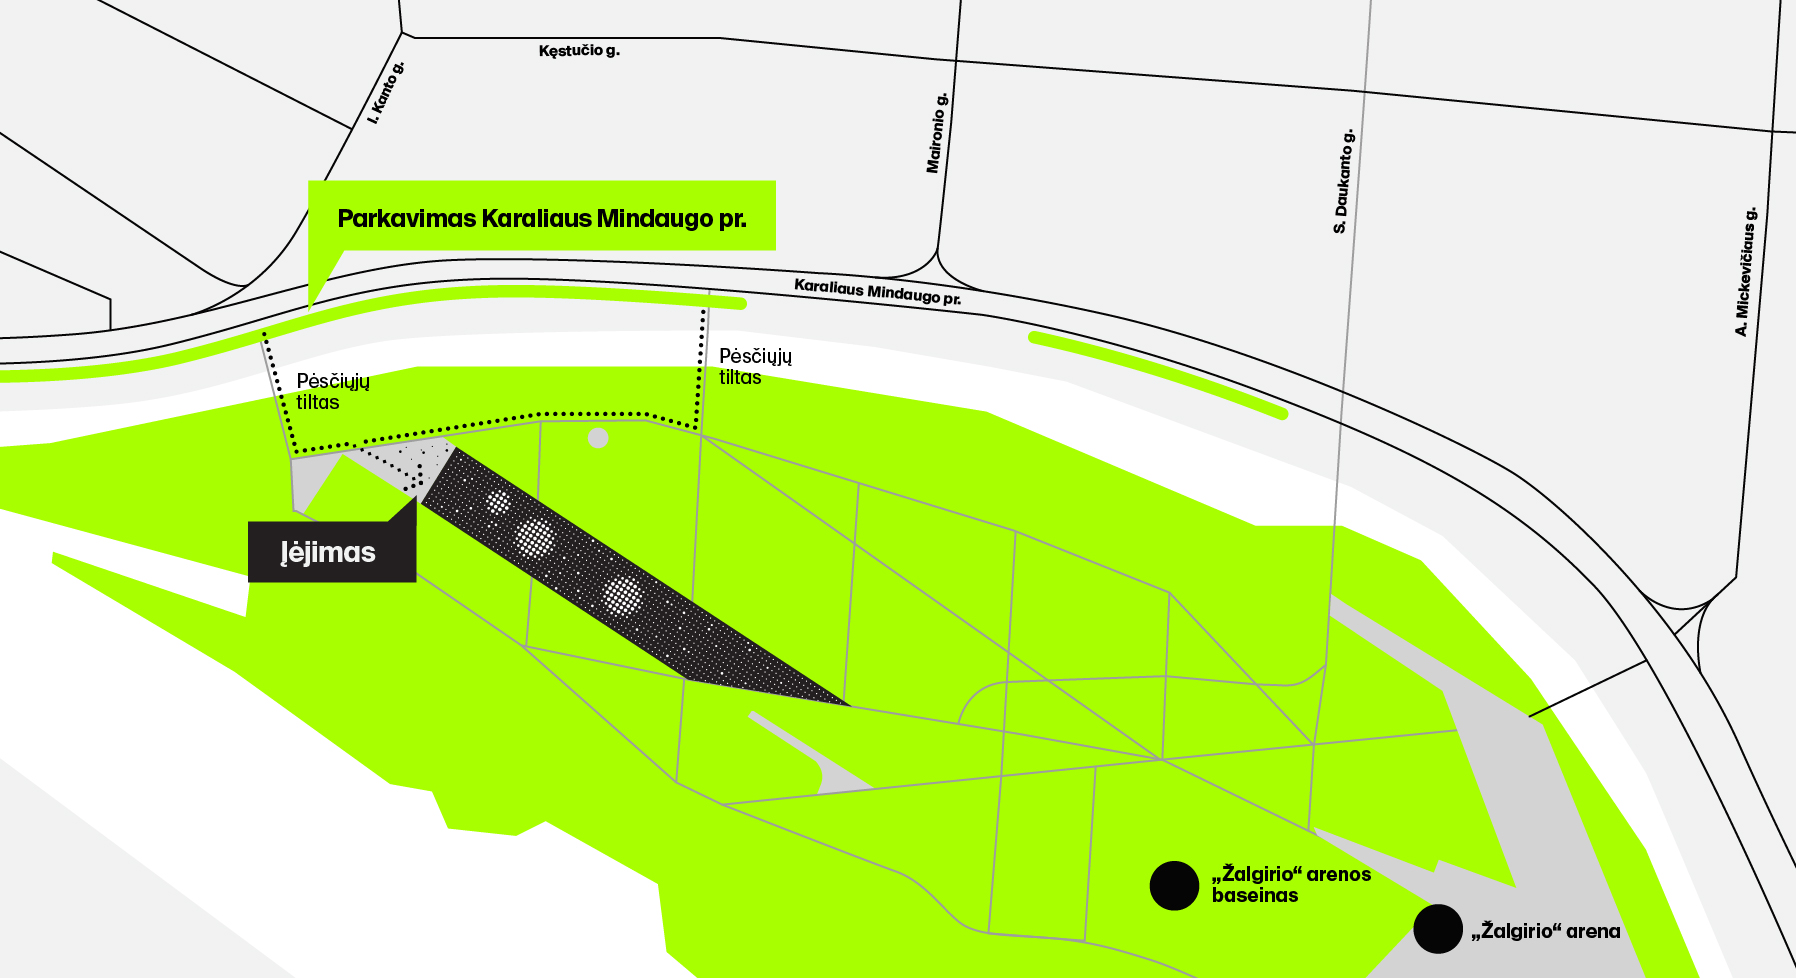 Kęstučio g.
I. Kanto g.
Maironio g.
S. Daukanto g.
A. Mickevičiaus g.
Parkavimas Karaliaus Mindaugo pr.
Karaliaus Mindaugo pr.
Pėsčiųjų
tiltas
Pėsčiųjų
tiltas
Įėjimas
„Žalgirio“ arenos
baseinas
„Žalgirio“ arena